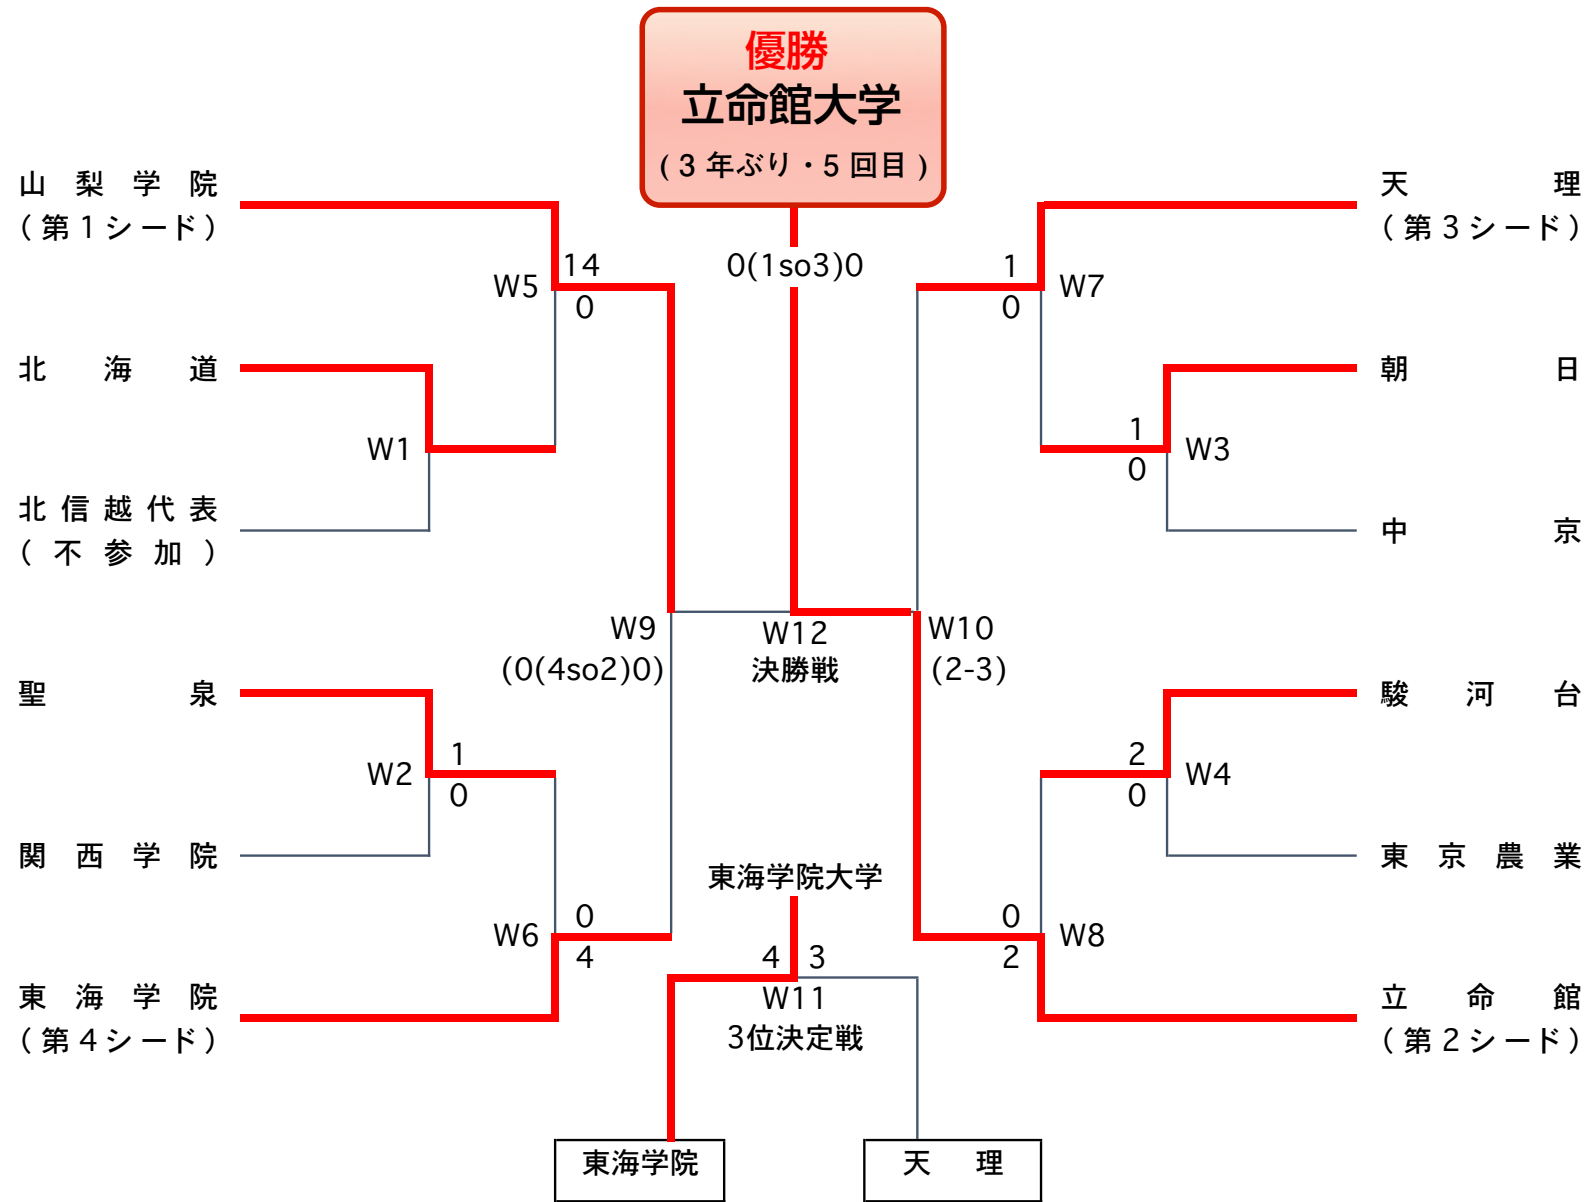 優勝
立命館大学
(3年ぶり・5回目)
山梨学院
(第1シード)
天理
(第3シード)
0(1so3)0
W5
14
0
1
0
W7
北海道
朝日
W1
1
0
W3
北信越代表
(不参加)
中京
W9
(0(4so2)0)
W12
決勝戦
W10
(2-3)
聖泉
駿河台
W2
1
0
2
0
W4
関西学院
東京農業
東海学院大学
W6
0
4
0
2
W8
4
3
W11
3位決定戦
東海学院
(第4シード)
立命館
(第2シード)
東海学院
天理